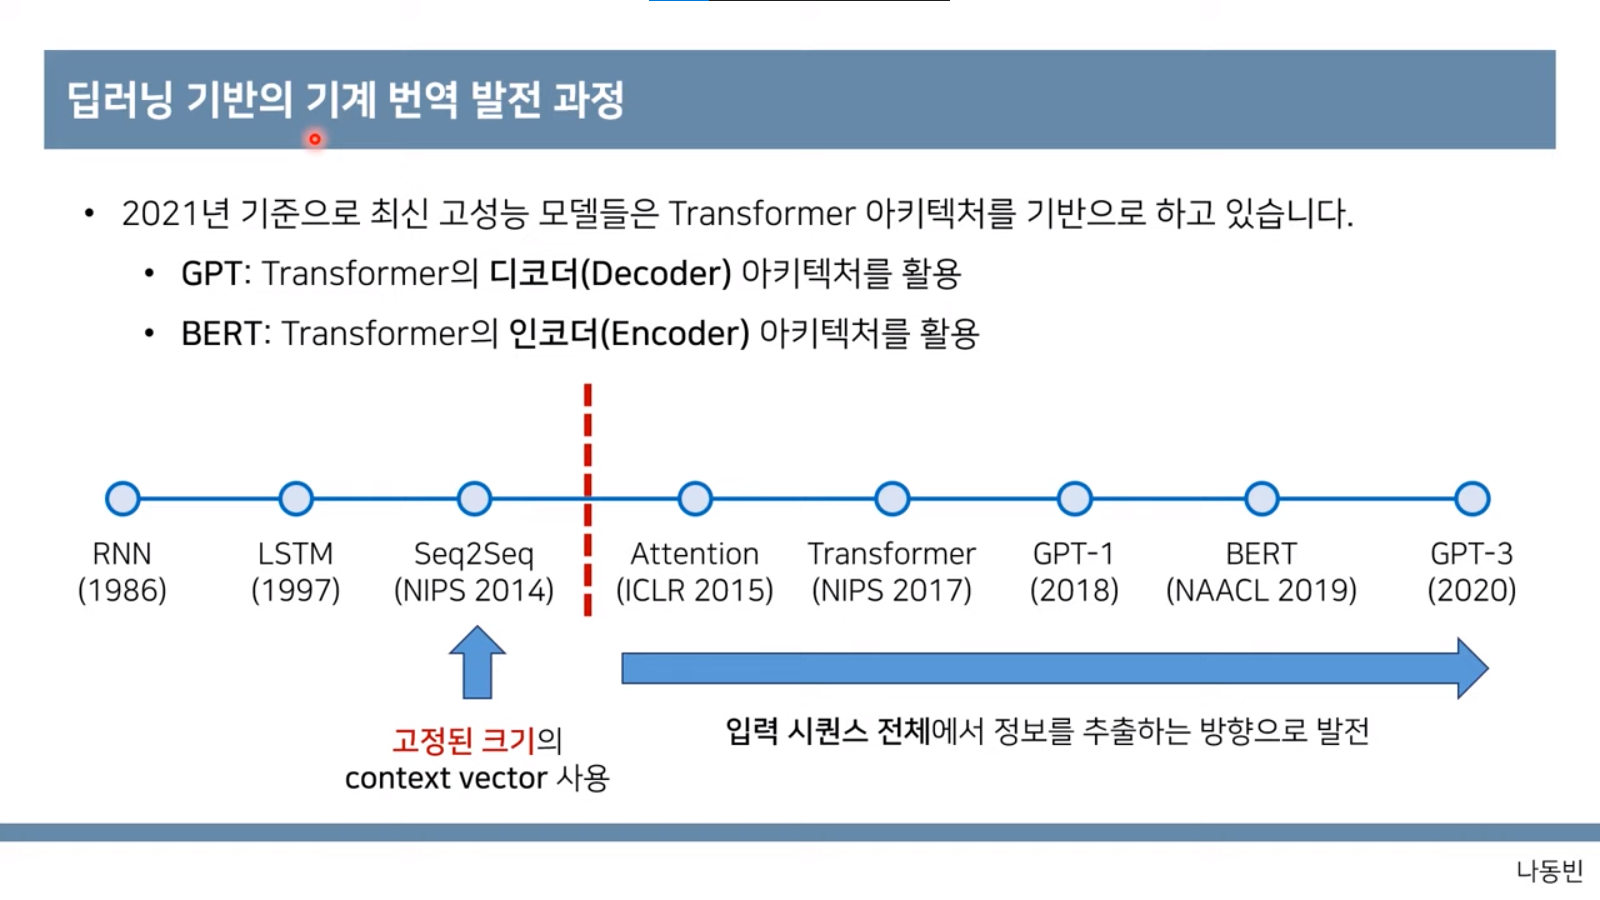 딥러닝 기반의 기계 번역 발전 과정
• 2021년 기준으로 최신 고성능 모델들은 Transformer 아키텍처를 기반으로 하고 있습니다.
• GPT: Transformer의 디코더(Decoder) 아키텍처를 활용
• BERT: Transformer의 인코더(Encoder) 아키텍처를 활용
RNN
(1986)
LSTM
(1997)
Seq2Seq
(NIPS 2014)
Attention
(ICLR 2015)
Transformer
(NIPS 2017)
GPT-1
(2018)
BERT
(NAACL 2019)
GPT-3
(2020)
고정된 크기의
context vector 사용
입력 시퀀스 전체에서 정보를 추출하는 방향으로 발전
나동빈